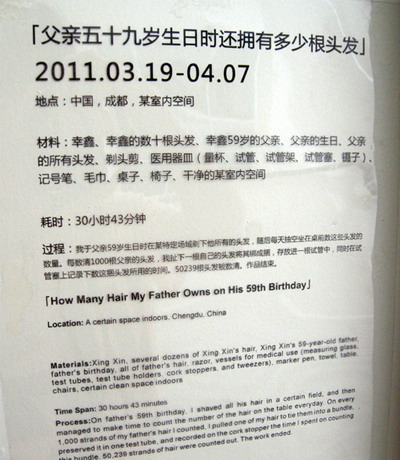 「父亲五十九岁生日时还拥有多少根头发」
2011.03.19-04.07
地点：中国，成都，某室内空间
材料：幸鑫、幸鑫的数十根头发、幸鑫59岁的父亲、父亲的生日、父亲
的所有头发、剃头剪、医用器皿（量杯、试管、试管架、试管塞、镊子）、
记号笔、毛巾、桌子、椅子、干净的某室内空间
耗时：30小时43分钟
过程：我于父亲59岁生日时在某特定场域剃下他所有的头发，随后每天抽空坐在桌前数这些头发的
数量。每数清1000根父亲的头发，我扯下一根自己的头发将其绑成捆，存放进一根试管中，同时在试
管塞上记录下数这捆头发所用的时间。50239根头发被数清。作品结束。
「How Many Hair My Father Owns on His 59th Birthday」
Location: A certain space indoors, Chengdu, China
Materials:Xing Xin, several dozens of Xing Xin's hair, Xing Xin's 59-year-old father,
father's birthday, all of father's hair, razor, vessels for medical use (measuring glass,
test tubes, test tube holders, cork stoppers, and tweezers), marker pen, towel, table,
chairs, certain clean space indoors
Time Span: 30 hours 43 minutes
Process:On father's 59th birthday. I shaved all his hair in a certain field, and then
managed to make time to count the number of hair on the table everyday. On every
1,000 strands of my father's hair I counted, I pulled one of my hair to tie them into a bundle,
preserved it in one test tube, and recorded on the cork stopper the time I spent on counting
this bundle. 50,239 strands of hair were counted out. The work ended.